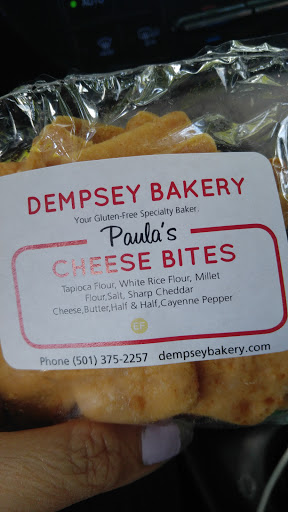 DEMPSEY BAKERY
Your Gluten-Free Specialty Baker.
Paula's
CHEESE BITES
Tapioca Flour, White Rice Flour, Millet
Flour,Salt, Sharp Cheddar
Cheese,Butter,Half & Half,Cayenne Pepper
EF
Phone (501) 375-2257 dempseybakery.com